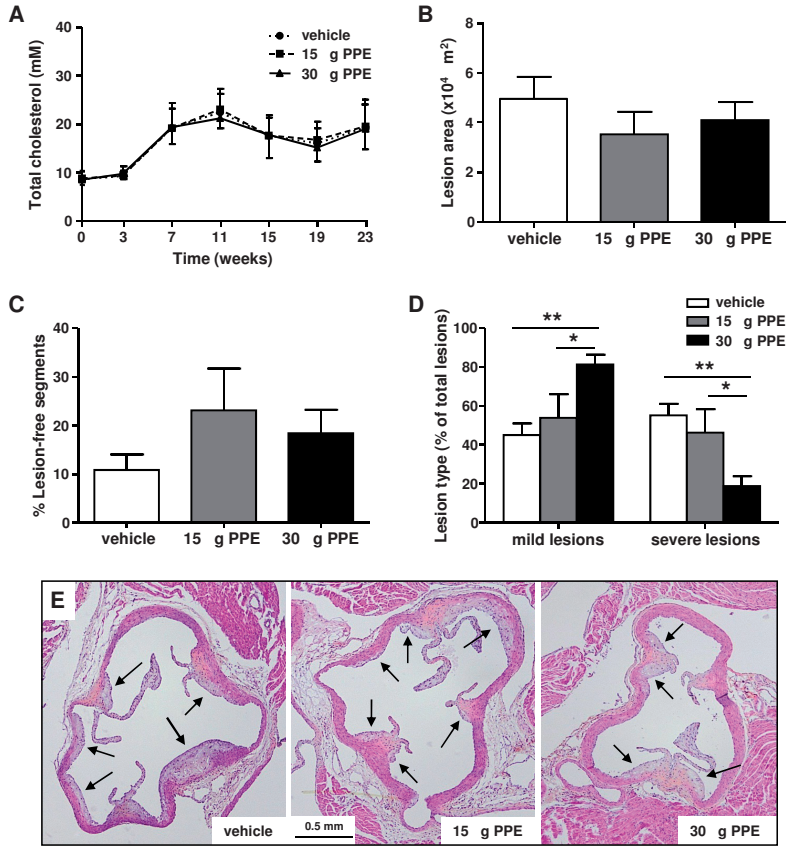 A
Total cholesterol (mM)
40
30
20
10
0
0 3 7 11 15 19 23
Time (weeks)
vehicle
15 g PPE
30 g PPE
B
Lesion area (x10⁴ m²)
8
6
4
2
0
vehicle 15 g PPE 30 g PPE
C
% Lesion-free segments
40
30
20
10
0
vehicle 15 g PPE 30 g PPE
D
Lesion type (% of total lesions)
100
80
60
40
20
0
vehicle
15 g PPE
30 g PPE
**
*
**
*
mild lesions severe lesions
E
vehicle
0.5 mm
15 g PPE
30 g PPE